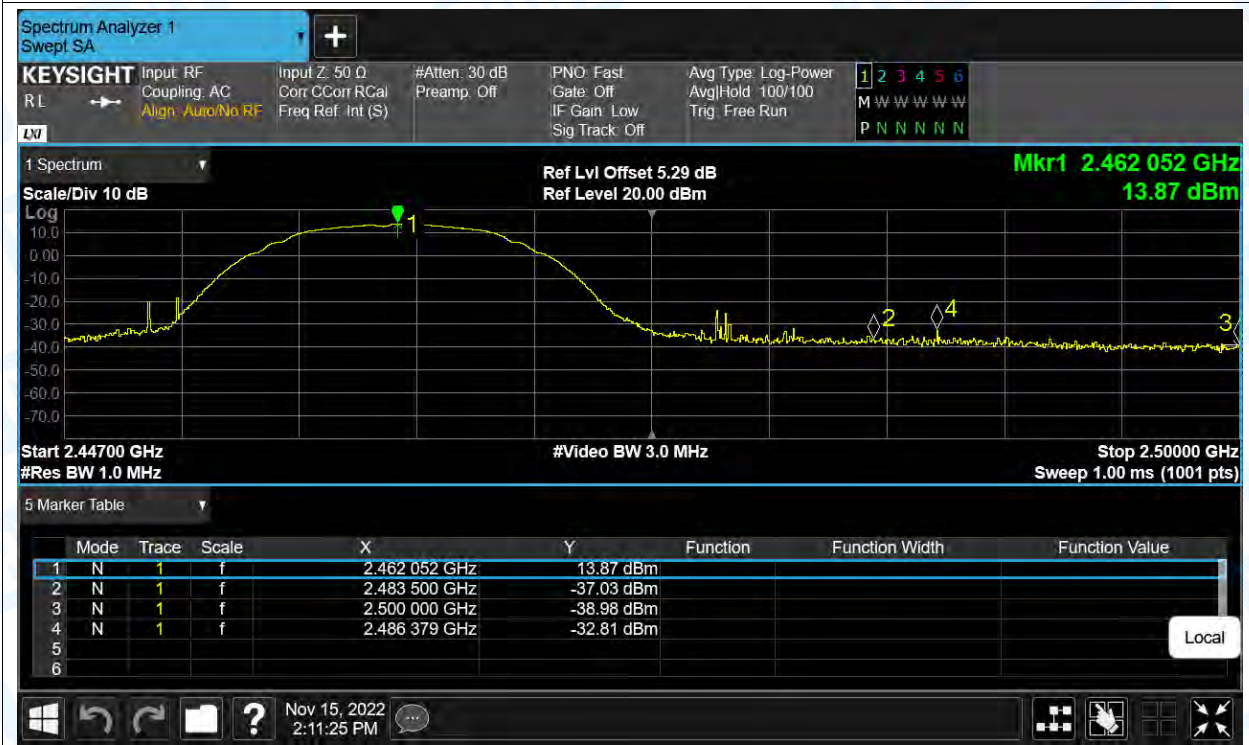 Spectrum Analyzer 1
Swept SA
+
KEYSIGHT Input: RF Input Z: 50 Ω #Atten: 30 dB PNO: Fast Avg Type: Log-Power 1 2 3 4 5 6
RL Coupling: AC Corr CCorr RCal Preamp: Off Gate: Off Avg|Hold: 100/100 M W W W W W
Align: Auto/No RF Freq Ref: Int (S) IF Gain: Low Trig: Free Run
LXI Sig Track: Off P N N N N N
1 Spectrum Ref Lvl Offset 5.29 dB Mkr1 2.462 052 GHz
Scale/Div 10 dB Ref Level 20.00 dBm 13.87 dBm
Log
10.0
0.00
-10.0
-20.0
-30.0
-40.0
-50.0
-60.0
-70.0
1
2
4
3
Start 2.44700 GHz #Video BW 3.0 MHz Stop 2.50000 GHz
#Res BW 1.0 MHz Sweep 1.00 ms (1001 pts)
5 Marker Table
Mode Trace Scale X Y Function Function Width Function Value
1 N 1 f 2.462 052 GHz 13.87 dBm
2 N 1 f 2.483 500 GHz -37.03 dBm
3 N 1 f 2.500 000 GHz -38.98 dBm
4 N 1 f 2.486 379 GHz -32.81 dBm
5
6
Local
? Nov 15, 2022
2:11:25 PM